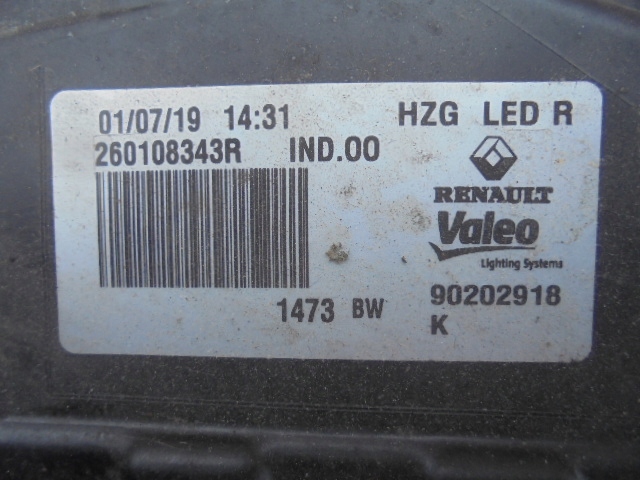 01/07/19 14:31 HZG LED R
260108343R IND.00
RENAULT
Valeo
Lighting Systems
1473 BW 90202918
K